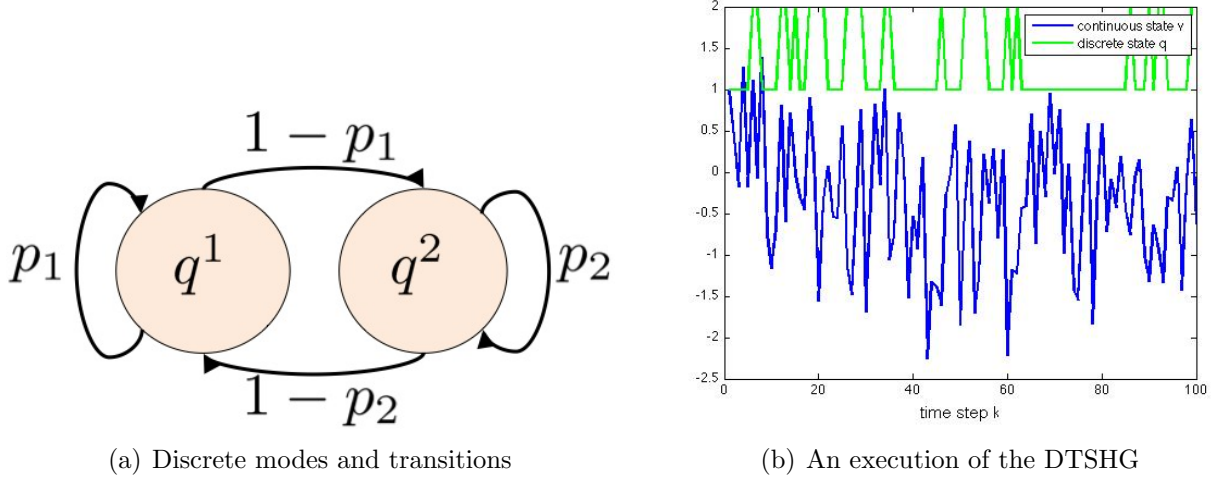 1 − p₁
p₁
q¹
q²
p₂
1 − p₂
(a) Discrete modes and transitions
2
1.5
1
0.5
0
-0.5
-1
-1.5
-2
-2.5
0
20
40
60
80
100
continuous state v
discrete state q
time step k
(b) An execution of the DTSHG